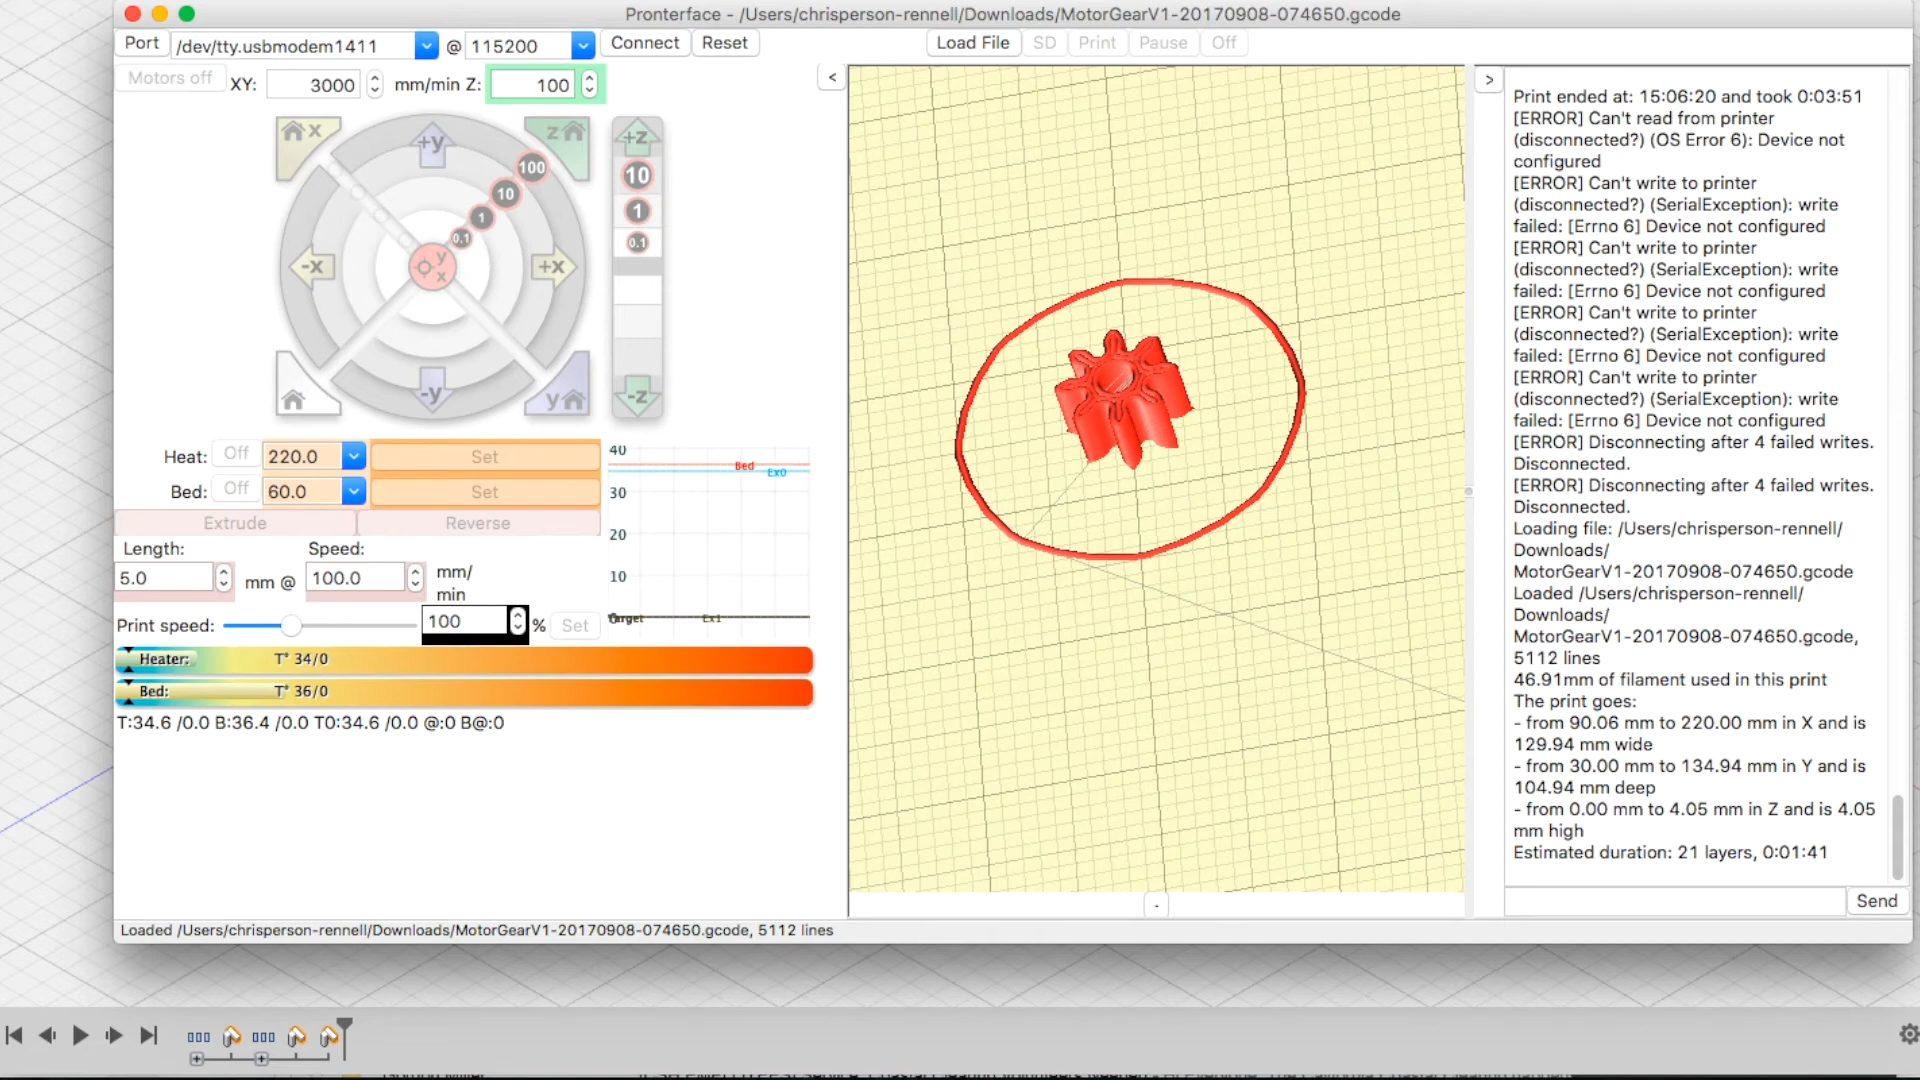 Pronterface - /Users/chrisperson-rennell/Downloads/MotorGearV1-20170908-074650.gcode
Port /dev/tty.usbmodem1411 @ 115200 Connect Reset Load File SD Print Pause Off
Motors off XY: 3000 mm/min Z: 100 < >
x +y z +z
100 10 1 0.1
10 1 0.1
-x y x +x
-y y -z
Heat: Off 220.0 Set
Bed: Off 60.0 Set
Extrude Reverse
Length: Speed:
5.0 mm @ 100.0 mm/
min
Print speed: 100 % Set
40
Bed
Ex0
30
20
10
Target Ex1
Heater: T° 34/0
Bed: T° 36/0
T:34.6 /0.0 B:36.4 /0.0 T0:34.6 /0.0 @:0 B@:0
-
Print ended at: 15:06:20 and took 0:03:51
[ERROR] Can't read from printer
(disconnected?) (OS Error 6): Device not
configured
[ERROR] Can't write to printer
(disconnected?) (SerialException): write
failed: [Errno 6] Device not configured
[ERROR] Can't write to printer
(disconnected?) (SerialException): write
failed: [Errno 6] Device not configured
[ERROR] Can't write to printer
(disconnected?) (SerialException): write
failed: [Errno 6] Device not configured
[ERROR] Can't write to printer
(disconnected?) (SerialException): write
failed: [Errno 6] Device not configured
[ERROR] Disconnecting after 4 failed writes.
Disconnected.
[ERROR] Disconnecting after 4 failed writes.
Disconnected.
Loading file: /Users/chrisperson-rennell/
Downloads/
MotorGearV1-20170908-074650.gcode
Loaded /Users/chrisperson-rennell/
Downloads/
MotorGearV1-20170908-074650.gcode,
5112 lines
46.91mm of filament used in this print
The print goes:
- from 90.06 mm to 220.00 mm in X and is
129.94 mm wide
- from 30.00 mm to 134.94 mm in Y and is
104.94 mm deep
- from 0.00 mm to 4.05 mm in Z and is 4.05
mm high
Estimated duration: 21 layers, 0:01:41
Send
Loaded /Users/chrisperson-rennell/Downloads/MotorGearV1-20170908-074650.gcode, 5112 lines